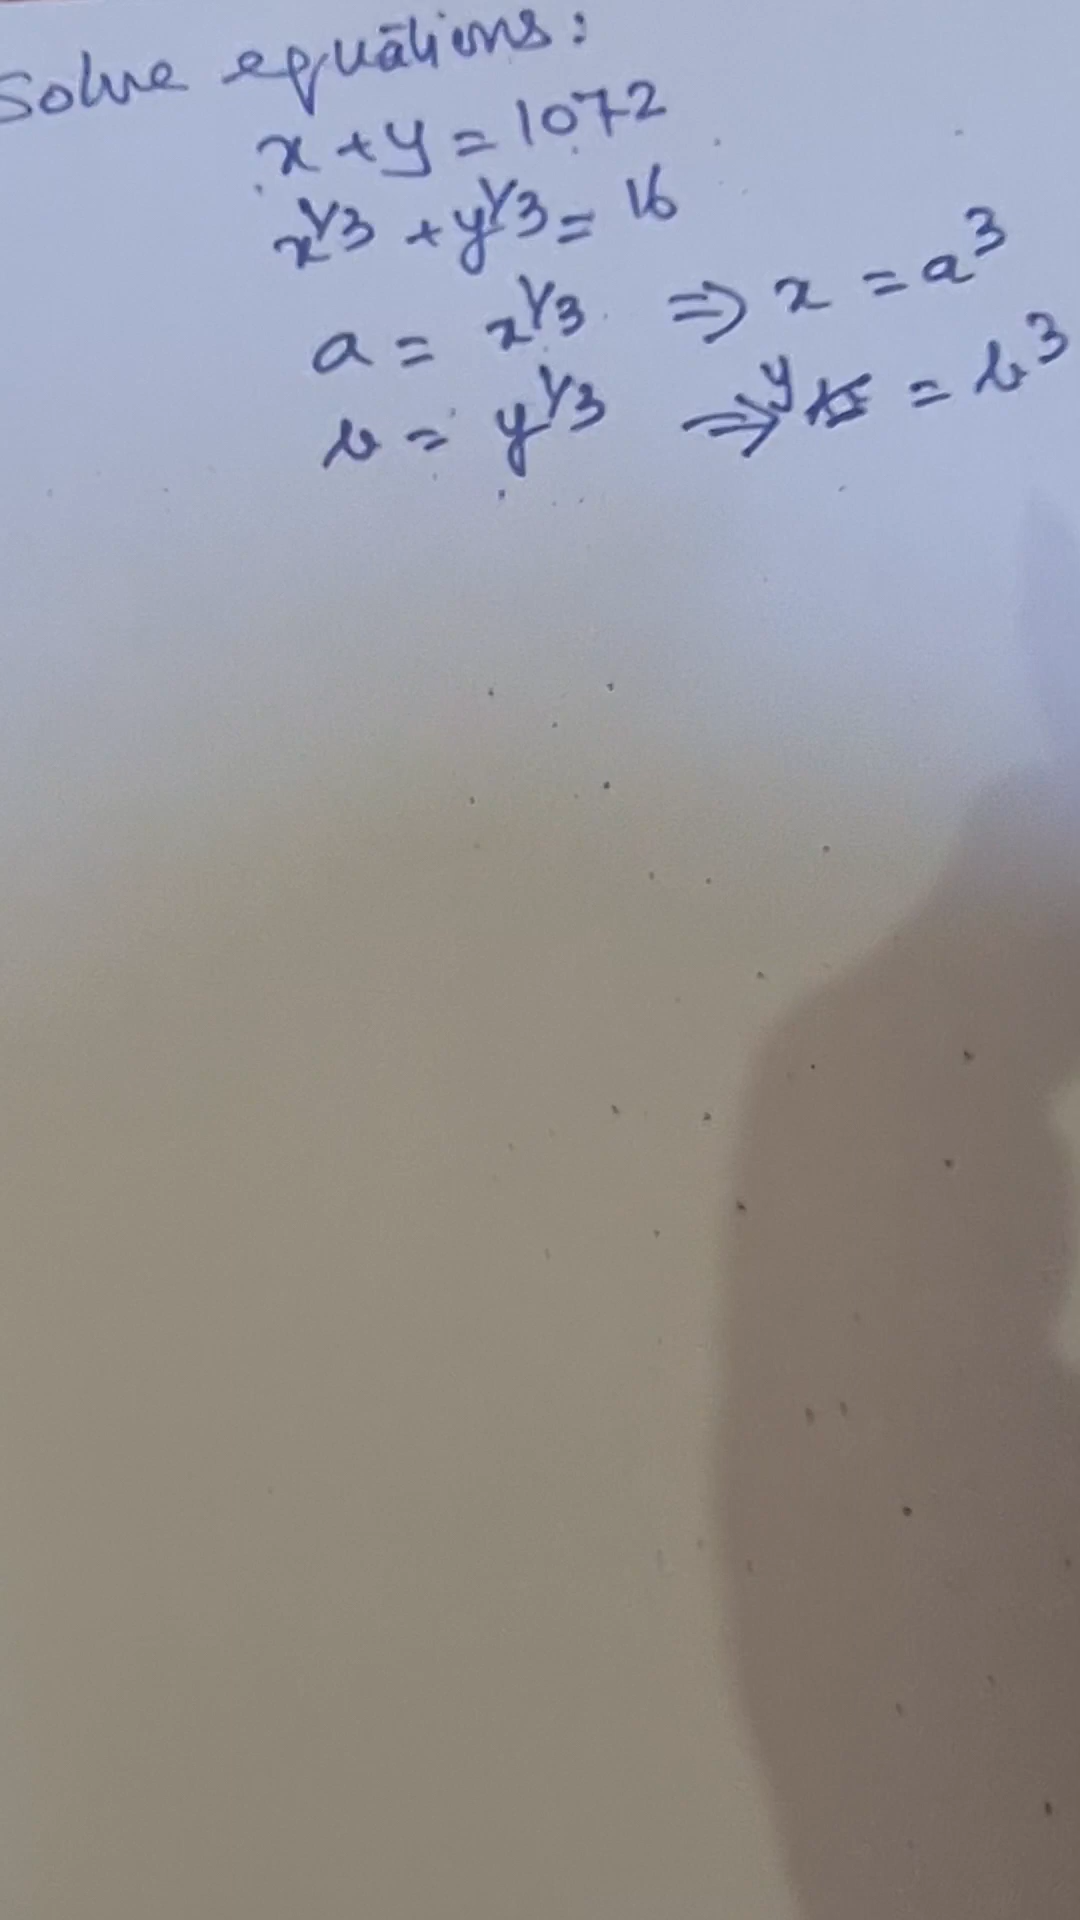 Solve equations:
x + y = 1072
x^1/3 + y^1/3 = 16
a = x^1/3 ⇒ x = a^3
b = y^1/3 ⇒ y = b^3